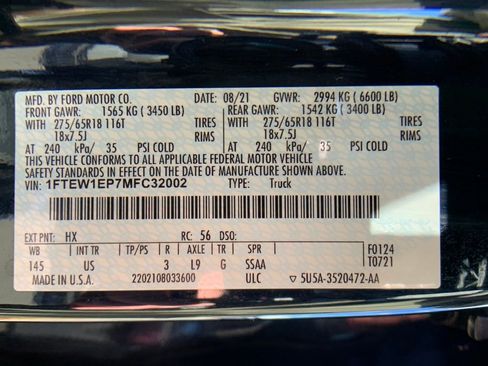 MFD. BY FORD MOTOR CO. 08/21 GVWR: 2994 KG ( 6600 LB)
FRONT GAWR: 1565 KG ( 3450 LB) REAR GAWR: 1542 KG ( 3400 LB)
WITH 275/65R18 116T TIRES WITH 275/65R18 116T TIRES
18x7.5J RIMS 18x7.5J RIMS
AT 240 kPa/ 35 PSI COLD AT 240 kPa/ 35 PSI COLD
THIS VEHICLE CONFORMS TO ALL APPLICABLE FEDERAL MOTOR VEHICLE
SAFETY STANDARDS IN EFFECT ON THE DATE OF MANUFACTURE SHOWN ABOVE.
VIN: 1FTEW1EP7MFC32002 TYPE: Truck
EXT PNT: HX RC: 56 DSO:
WB INT TR TP/PS R AXLE TR SPR F0124
145 US 3 L9 G SSAA T0721
MADE IN U.S.A. 2202108033600 ULC ▽ 5U5A-3520472-AA